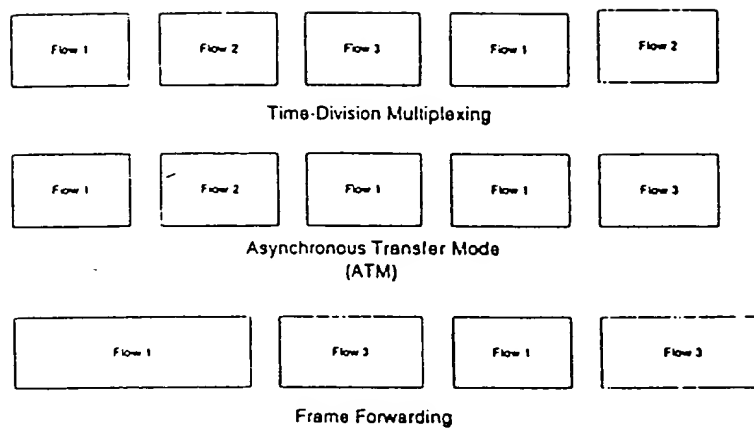 Flow 1 Flow 2 Flow 3 Flow 1 Flow 2
Time-Division Multiplexing
Flow 1 Flow 2 Flow 1 Flow 1 Flow 3
Asynchronous Transfer Mode
(ATM)
Flow 1 Flow 3 Flow 1 Flow 3
Frame Forwarding